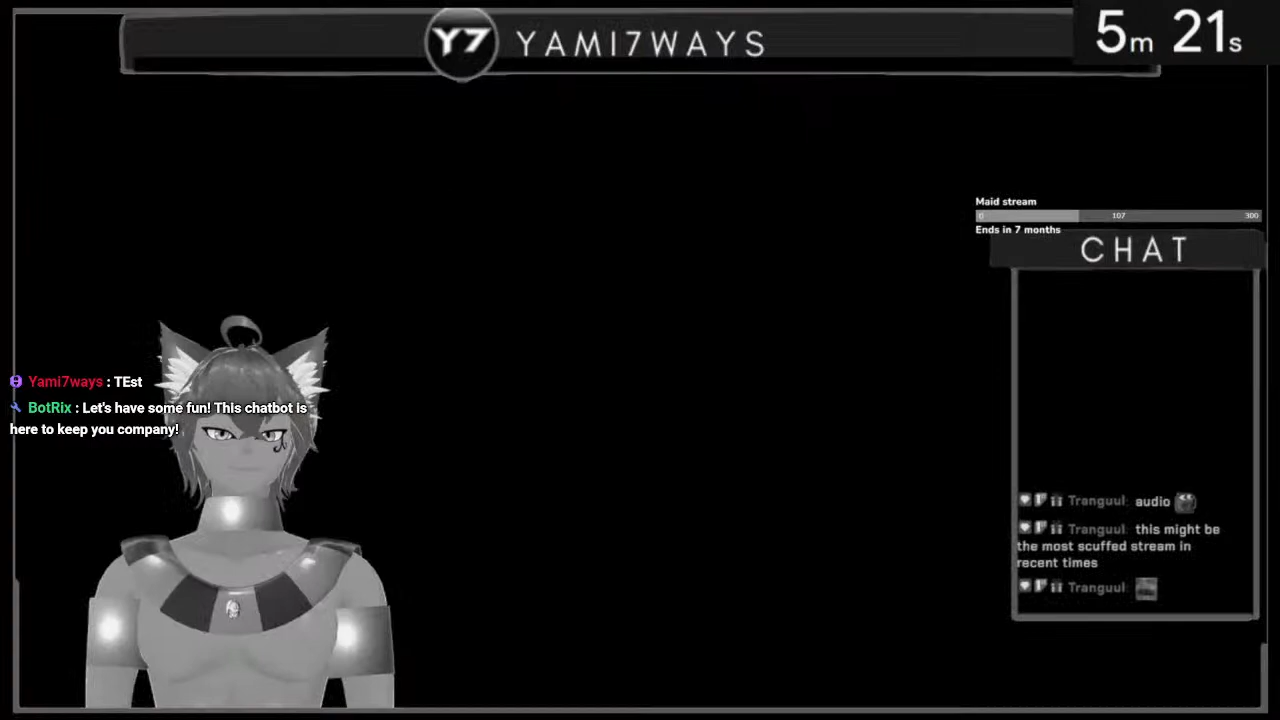 Y7 YAMI7WAYS
5m 21s
Maid stream
0 107 300
Ends in 7 months
CHAT
Yami7ways : TEst
BotRix : Let's have some fun! This chatbot is
here to keep you company!
Tranguul: audio
Tranguul: this might be
the most scuffed stream in
recent times
Tranguul: